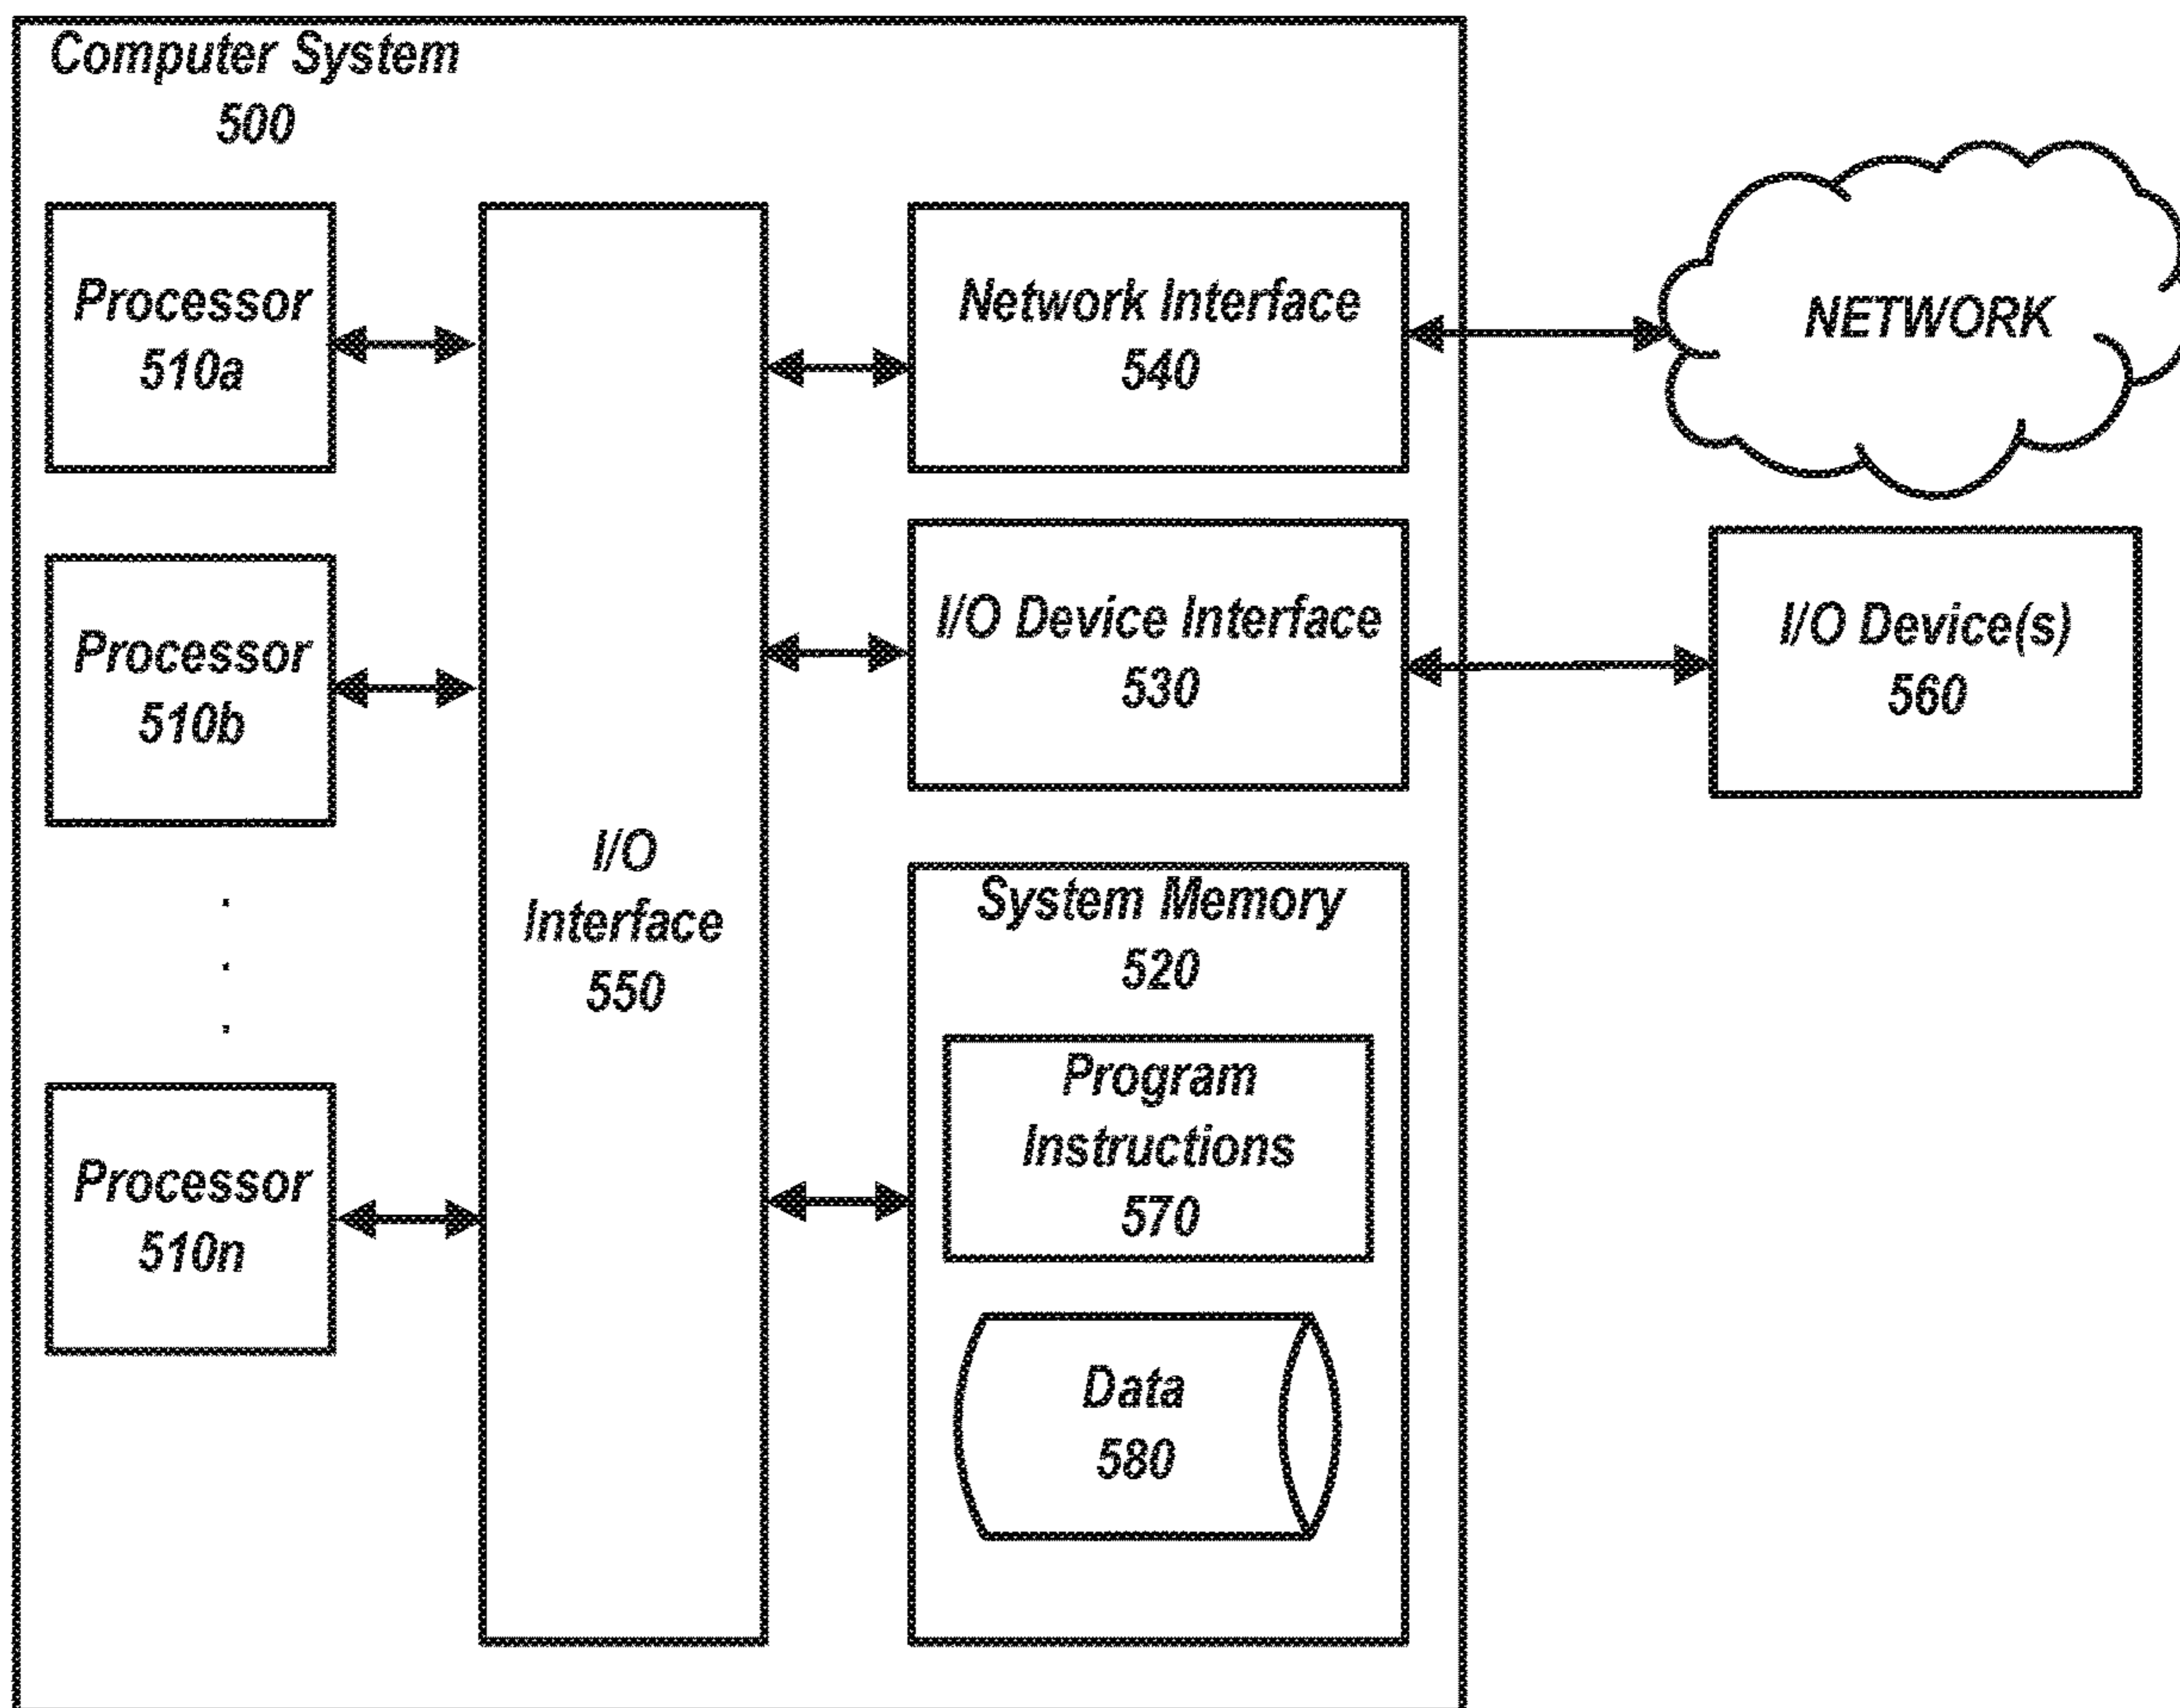 Computer System
500
Processor
510a
Processor
510b
.
.
.
Processor
510n
I/O
Interface
550
Network Interface
540
I/O Device Interface
530
System Memory
520
Program
Instructions
570
Data
580
NETWORK
I/O Device(s)
560